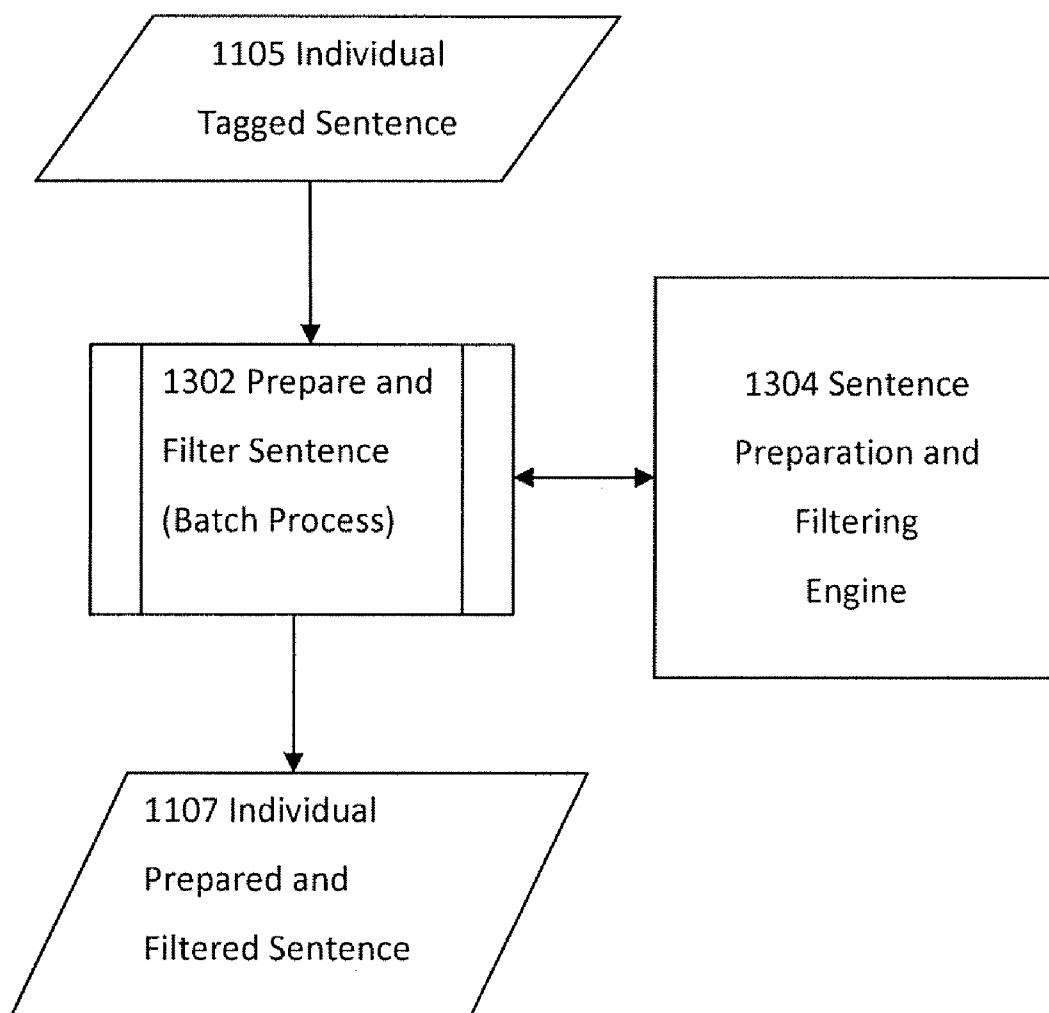 1105 Individual
Tagged Sentence
1302 Prepare and
Filter Sentence
(Batch Process)
1304 Sentence
Preparation and
Filtering
Engine
1107 Individual
Prepared and
Filtered Sentence